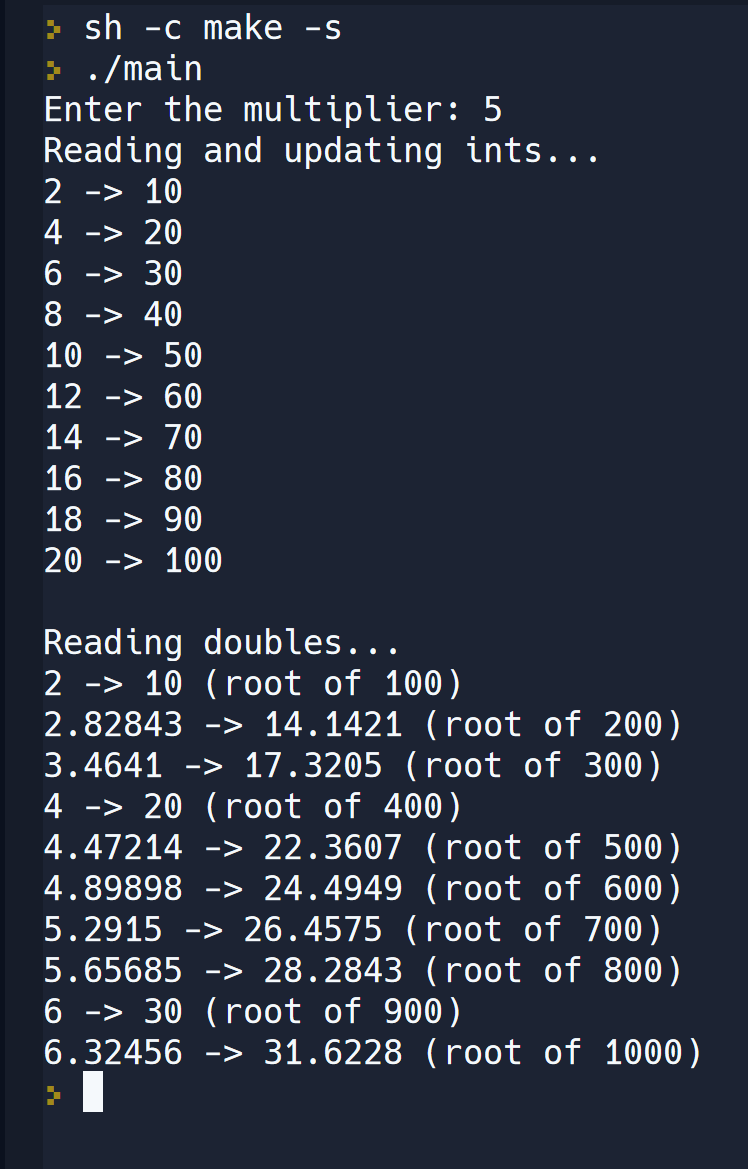 > sh -c make -s
> ./main
Enter the multiplier: 5
Reading and updating ints...
2 -> 10
4 -> 20
6 -> 30
8 -> 40
10 -> 50
12 -> 60
14 -> 70
16 -> 80
18 -> 90
20 -> 100

Reading doubles...
2 -> 10 (root of 100)
2.82843 -> 14.1421 (root of 200)
3.4641 -> 17.3205 (root of 300)
4 -> 20 (root of 400)
4.47214 -> 22.3607 (root of 500)
4.89898 -> 24.4949 (root of 600)
5.2915 -> 26.4575 (root of 700)
5.65685 -> 28.2843 (root of 800)
6 -> 30 (root of 900)
6.32456 -> 31.6228 (root of 1000)
>